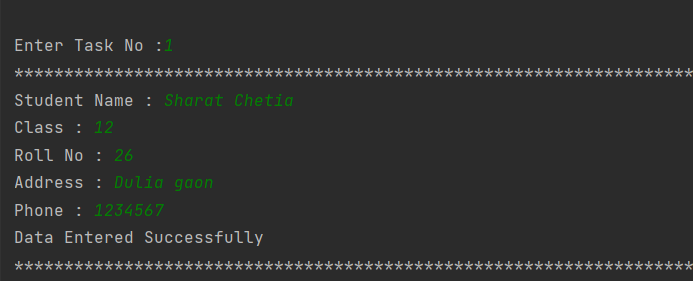 Enter Task No :1
********************************************************************
Student Name : Sharat Chetia
Class : 12
Roll No : 26
Address : Dulia gaon
Phone : 1234567
Data Entered Successfully
********************************************************************